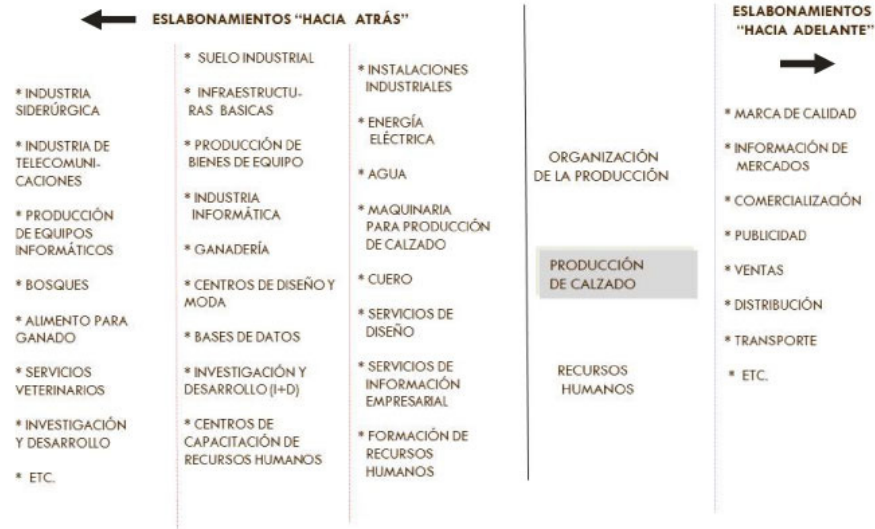 ESLABONAMIENTOS "HACIA ATRÁS"
* INDUSTRIA
SIDERÚRGICA
* INDUSTRIA DE
TELECOMUNI-
CACIONES
* PRODUCCIÓN
DE EQUIPOS
INFORMÁTICOS
* BOSQUES
* ALIMENTO PARA
GANADO
* SERVICIOS
VETERINARIOS
* INVESTIGACIÓN
Y DESARROLLO
* ETC.
* SUELO INDUSTRIAL
* INFRAESTRUCTU-
RAS BASICAS
* PRODUCCIÓN DE
BIENES DE EQUIPO
* INDUSTRIA
INFORMÁTICA
* GANADERÍA
* CENTROS DE DISEÑO Y
MODA
* BASES DE DATOS
* INVESTIGACIÓN Y
DESARROLLO (I+D)
* CENTROS DE
CAPACITACIÓN DE
RECURSOS HUMANOS
* INSTALACIONES
INDUSTRIALES
* ENERGÍA
ELÉCTRICA
* AGUA
* MAQUINARIA
PARA PRODUCCIÓN
DE CALZADO
* CUERO
* SERVICIOS DE
DISEÑO
* SERVICIOS DE
INFORMACIÓN
EMPRESARIAL
* FORMACIÓN DE
RECURSOS
HUMANOS
ORGANIZACIÓN
DE LA PRODUCCIÓN
PRODUCCIÓN
DE CALZADO
RECURSOS
HUMANOS
ESLABONAMIENTOS
"HACIA ADELANTE"
* MARCA DE CALIDAD
* INFORMACIÓN DE
MERCADOS
* COMERCIALIZACIÓN
* PUBLICIDAD
* VENTAS
* DISTRIBUCIÓN
* TRANSPORTE
* ETC.